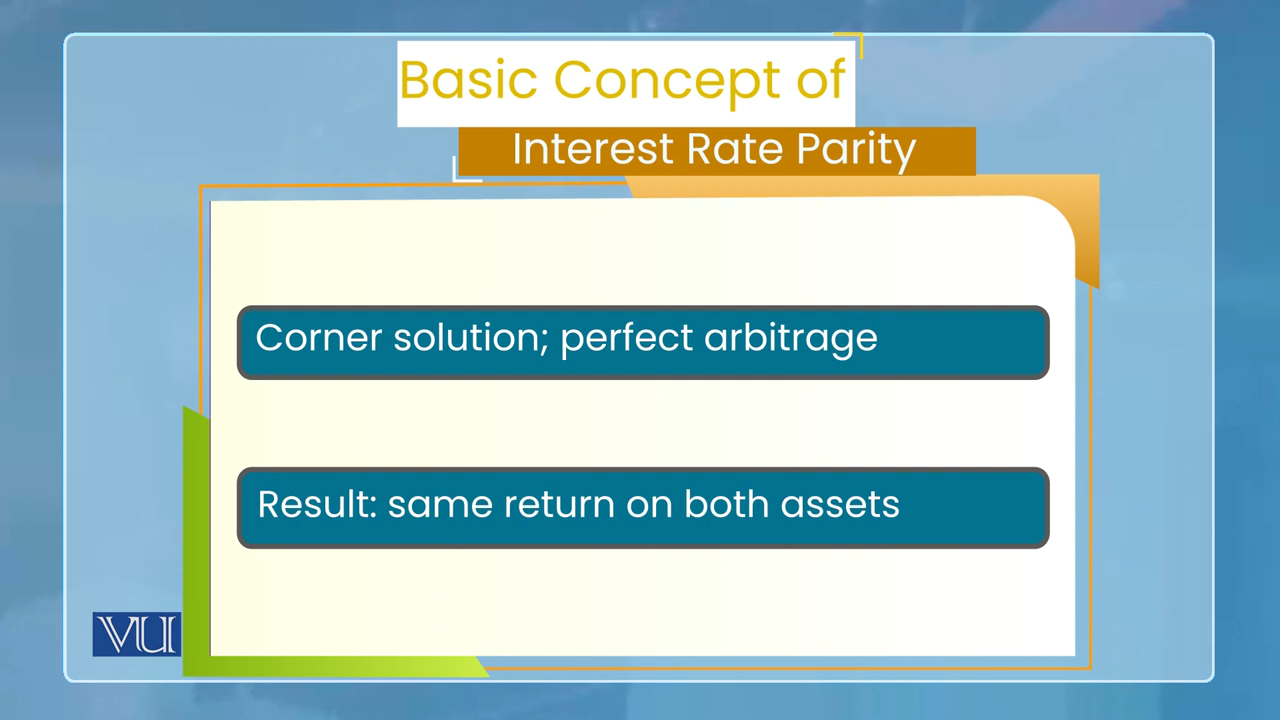 Basic Concept of
Interest Rate Parity
Corner solution; perfect arbitrage
Result: same return on both assets
VU